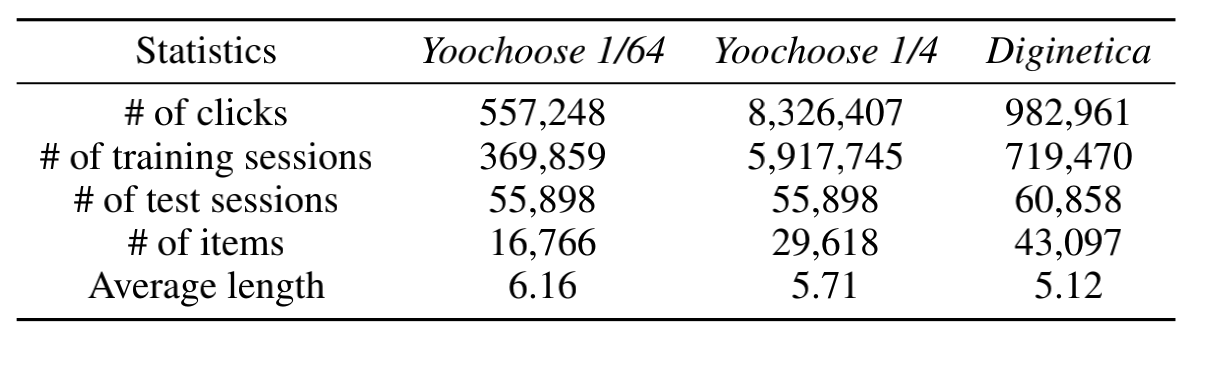 Statistics Yoochoose 1/64 Yoochoose 1/4 Diginetica
# of clicks 557,248 8,326,407 982,961
# of training sessions 369,859 5,917,745 719,470
# of test sessions 55,898 55,898 60,858
# of items 16,766 29,618 43,097
Average length 6.16 5.71 5.12